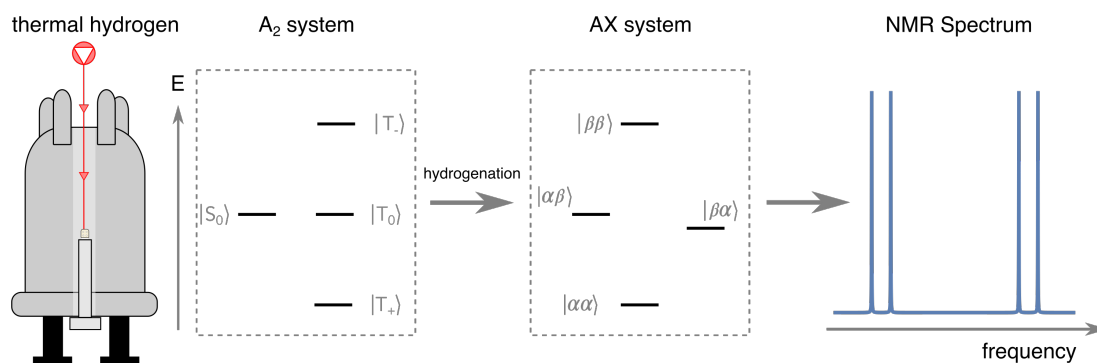 thermal hydrogen
A₂ system
AX system
NMR Spectrum
E
|T₋⟩
|S₀⟩
|T₀⟩
|T₊⟩
hydrogenation
|ββ⟩
|αβ⟩
|βα⟩
|αα⟩
frequency